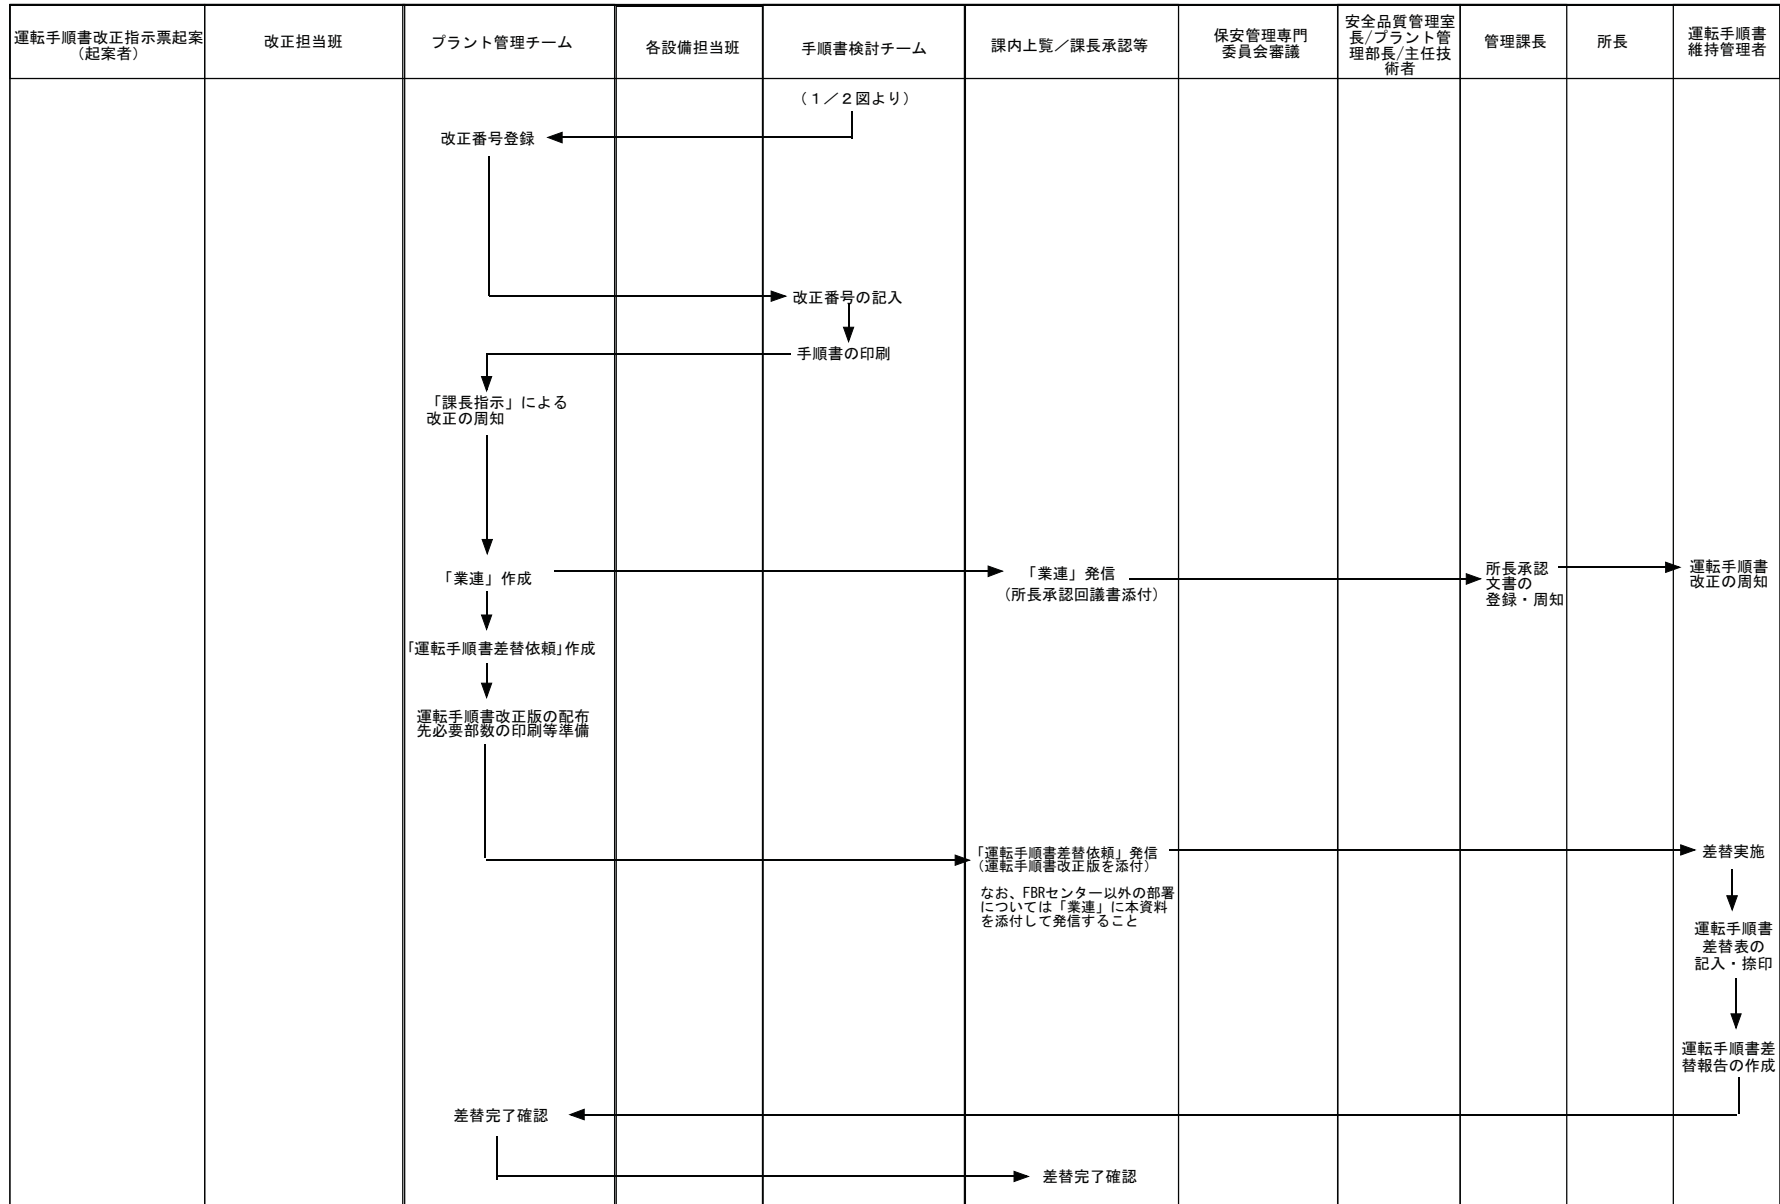 運転手順書改正指示票起案
(起案者)
改正担当班
プラント管理チーム
各設備担当班
手順書検討チーム
課内上覧／課長承認等
保安管理専門
委員会審議
安全品質管理室
長/プラント管
理部長/主任技
術者
管理課長
所長
運転手順書
維持管理者
(１／２図より)
改正番号登録
改正番号の記入
手順書の印刷
「課長指示」による
改正の周知
「業連」作成
「業連」発信
(所長承認回議書添付)
所長承認
文書の
登録・周知
運転手順書
改正の周知
「運転手順書差替依頼」作成
運転手順書改正版の配布
先必要部数の印刷等準備
「運転手順書差替依頼」発信
(運転手順書改正版を添付)
なお、FBRセンター以外の部署
については「業連」に本資料
を添付して発信すること
差替実施
運転手順書
差替表の
記入・捺印
運転手順書差
替報告の作成
差替完了確認
差替完了確認